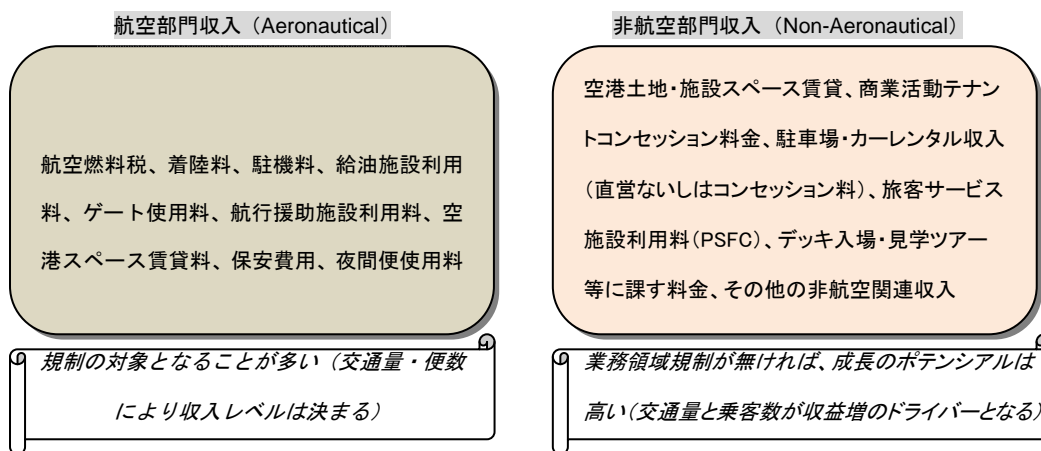 航空部門収入（Aeronautical）
航空燃料税、着陸料、駐機料、給油施設利用
料、ゲート使用料、航行援助施設利用料、空
港スペース賃貸料、保安費用、夜間便使用料
規制の対象となることが多い（交通量・便数
により収入レベルは決まる）
非航空部門収入（Non-Aeronautical）
空港土地・施設スペース賃貸、商業活動テナン
トコンセッション料金、駐車場・カーレンタル収入
（直営ないしはコンセッション料）、旅客サービス
施設利用料（PSFC）、デッキ入場・見学ツアー
等に課す料金、その他の非航空関連収入
業務領域規制が無ければ、成長のポテンシャルは
高い（交通量と乗客数が収益増のドライバーとなる）